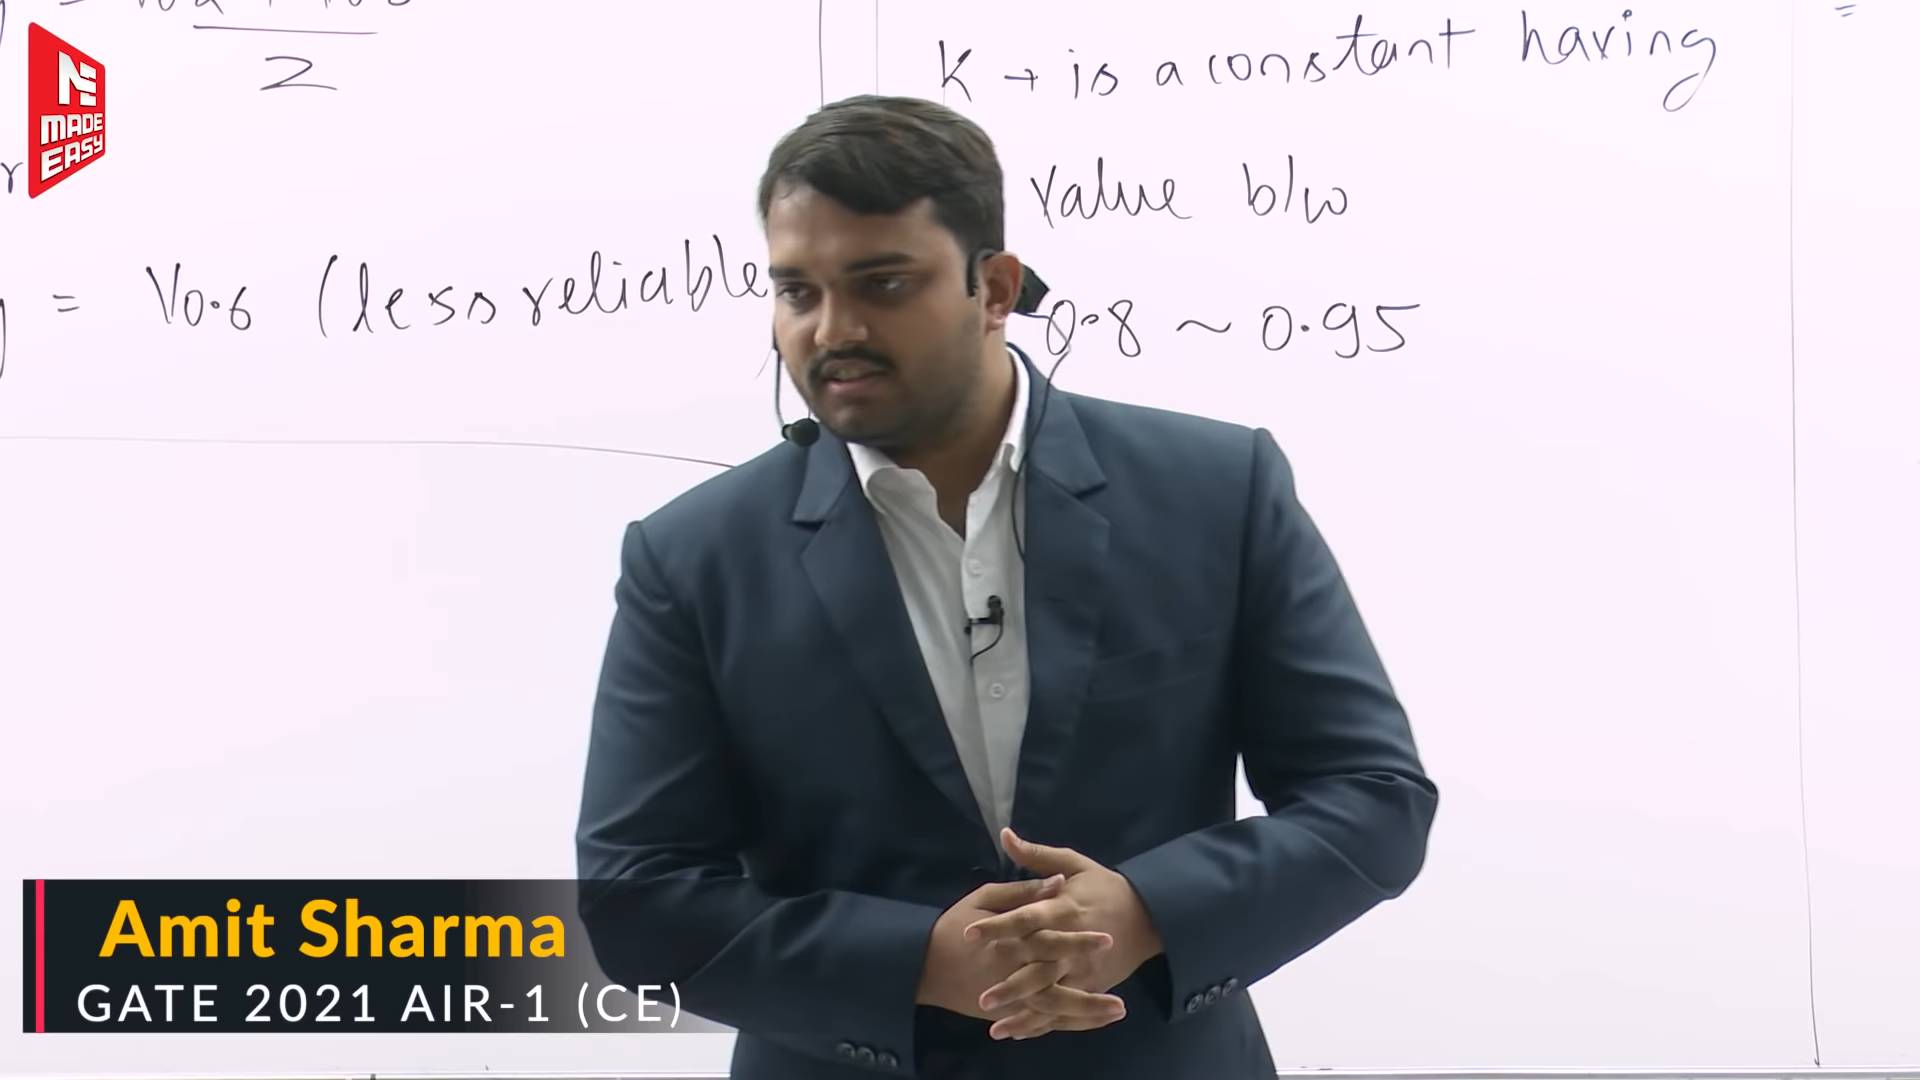 2
= V0.6 (less reliable
K → is a constant having
value b/w
0.8 ~ 0.95
=
MADE
EASY
Amit Sharma
GATE 2021 AIR-1 (CE)